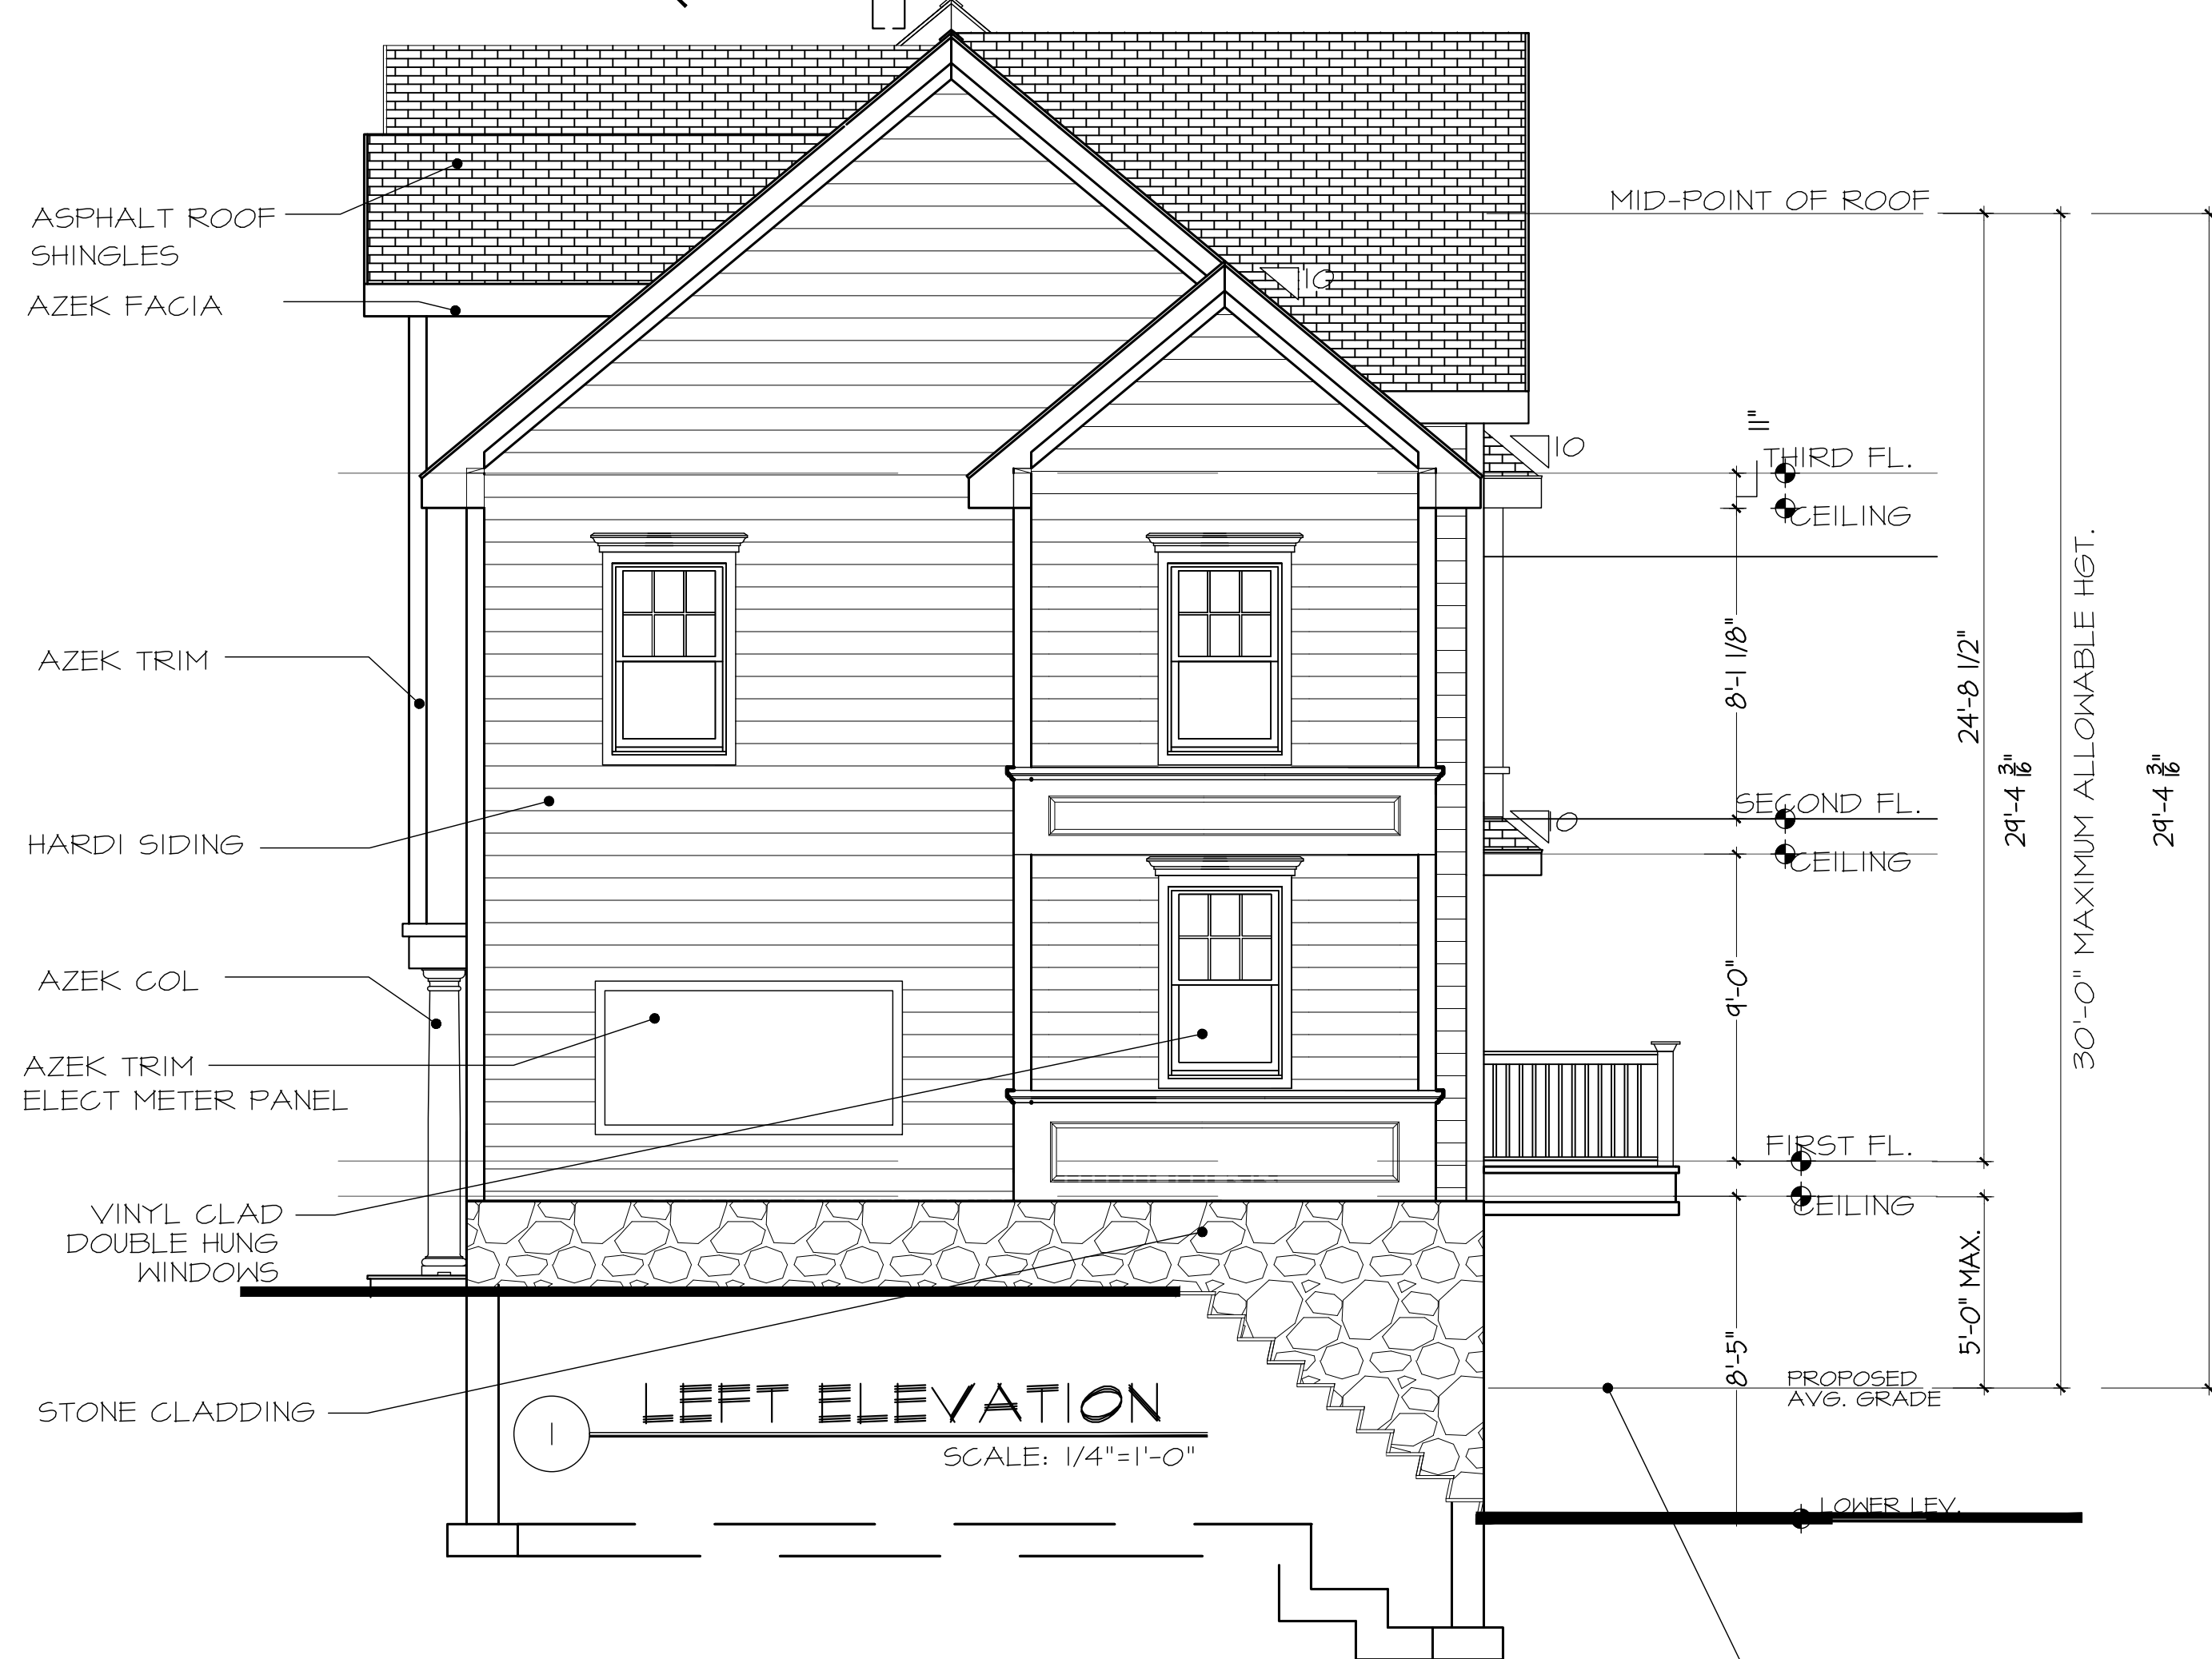 ASPHALT ROOF
SHINGLES
AZEK FACIA
AZEK TRIM
HARDI SIDING
AZEK COL
AZEK TRIM
ELECT METER PANEL
VINYL CLAD
DOUBLE HUNG
WINDOWS
STONE CLADDING
1
LEFT ELEVATION
SCALE: 1/4"=1'-0"
MID-POINT OF ROOF
10
10
10
11"
THIRD FL.
CEILING
8'-1 1/8"
SECOND FL.
CEILING
9'-0"
FIRST FL.
CEILING
8'-5"
PROPOSED
AVG. GRADE
LOWER LEV.
24'-8 1/2"
5'-0" MAX.
29'-4 3/16"
30'-0" MAXIMUM ALLOWABLE HGT.
29'-4 3/16"